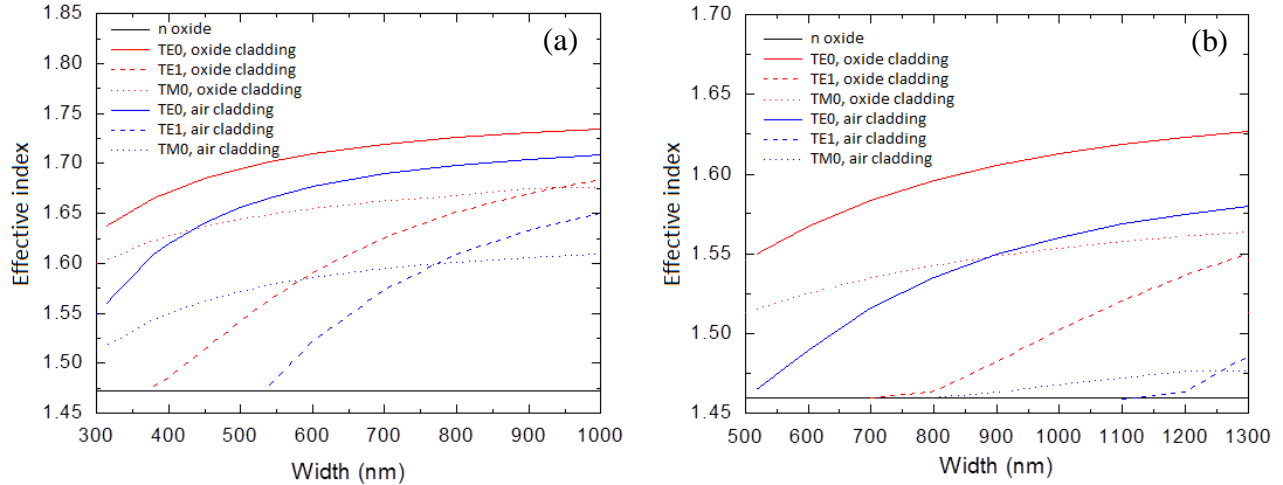 (a)
n oxide
TE0, oxide cladding
TE1, oxide cladding
TM0, oxide cladding
TE0, air cladding
TE1, air cladding
TM0, air cladding
Effective index
1.85
1.80
1.75
1.70
1.65
1.60
1.55
1.50
1.45
300 400 500 600 700 800 900 1000
Width (nm)
(b)
n oxide
TE0, oxide cladding
TE1, oxide cladding
TM0, oxide cladding
TE0, air cladding
TE1, air cladding
TM0, air cladding
Effective index
1.70
1.65
1.60
1.55
1.50
1.45
500 600 700 800 900 1000 1100 1200 1300
Width (nm)